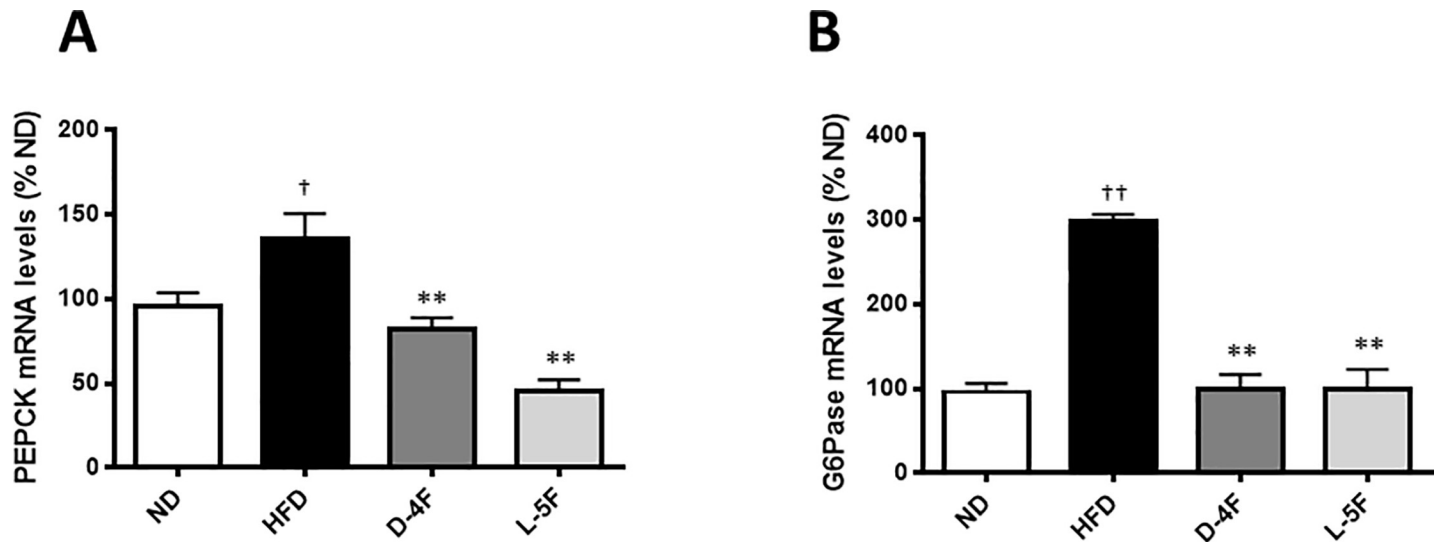 A
PEPCK mRNA levels (% ND)
200
150
100
50
0
†
**
**
ND
HFD
D-4F
L-5F
B
G6Pase mRNA levels (% ND)
400
300
200
100
0
††
**
**
ND
HFD
D-4F
L-5F